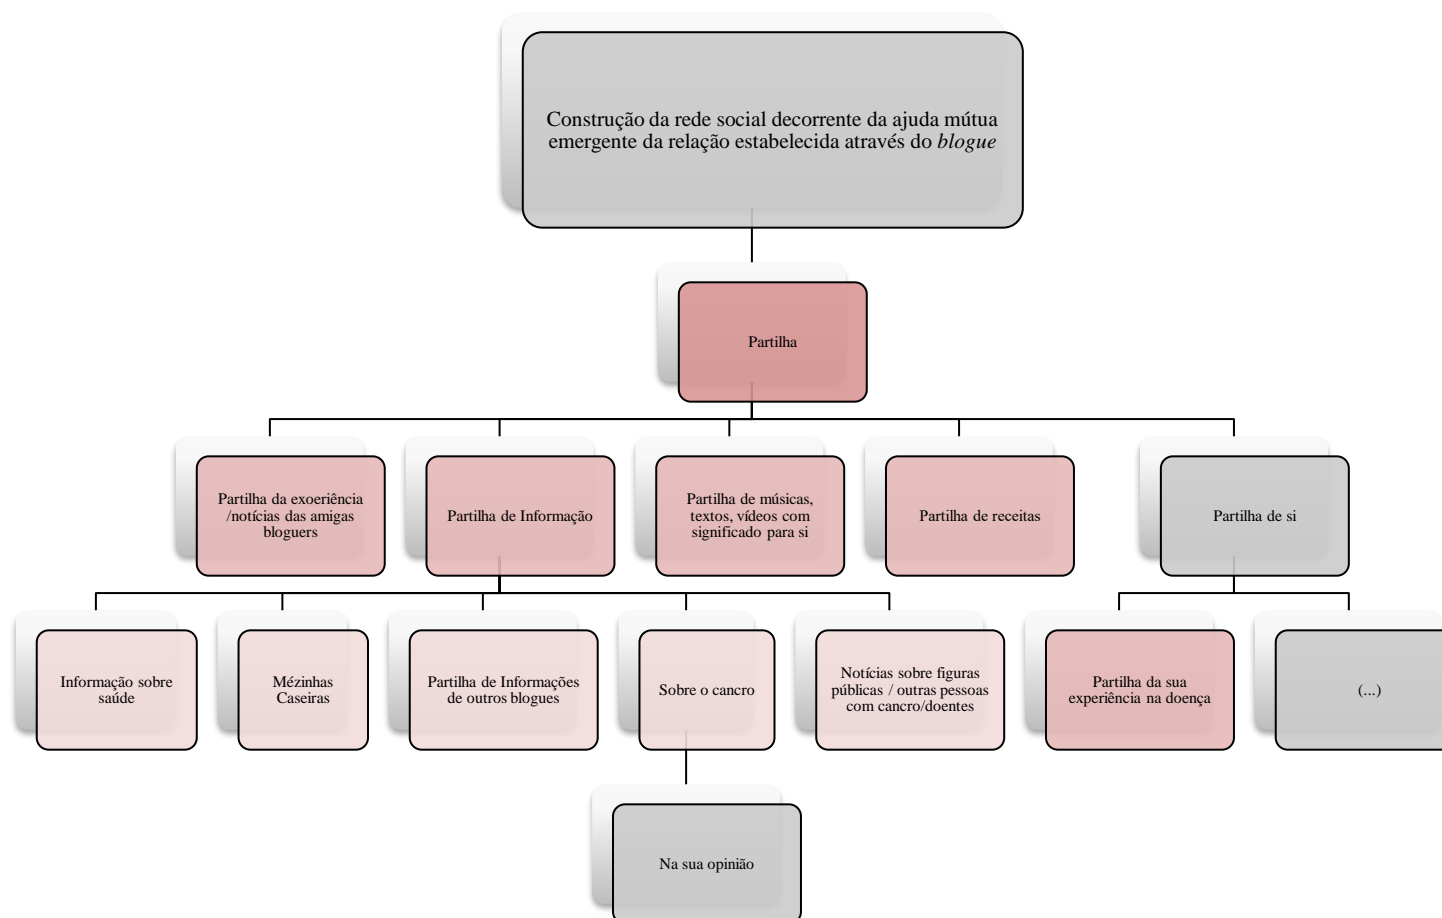 Construção da rede social decorrente da ajuda mútua
emergente da relação estabelecida através do blogue
Partilha
Partilha da exoeriência
/notícias das amigas
bloguers
Partilha de Informação
Partilha de músicas,
textos, vídeos com
significado para si
Partilha de receitas
Partilha de si
Informação sobre
saúde
Mézinhas
Caseiras
Partilha de Informações
de outros blogues
Sobre o cancro
Notícias sobre figuras
públicas / outras pessoas
com cancro/doentes
Partilha da sua
experiência na doença
(...)
Na sua opinião